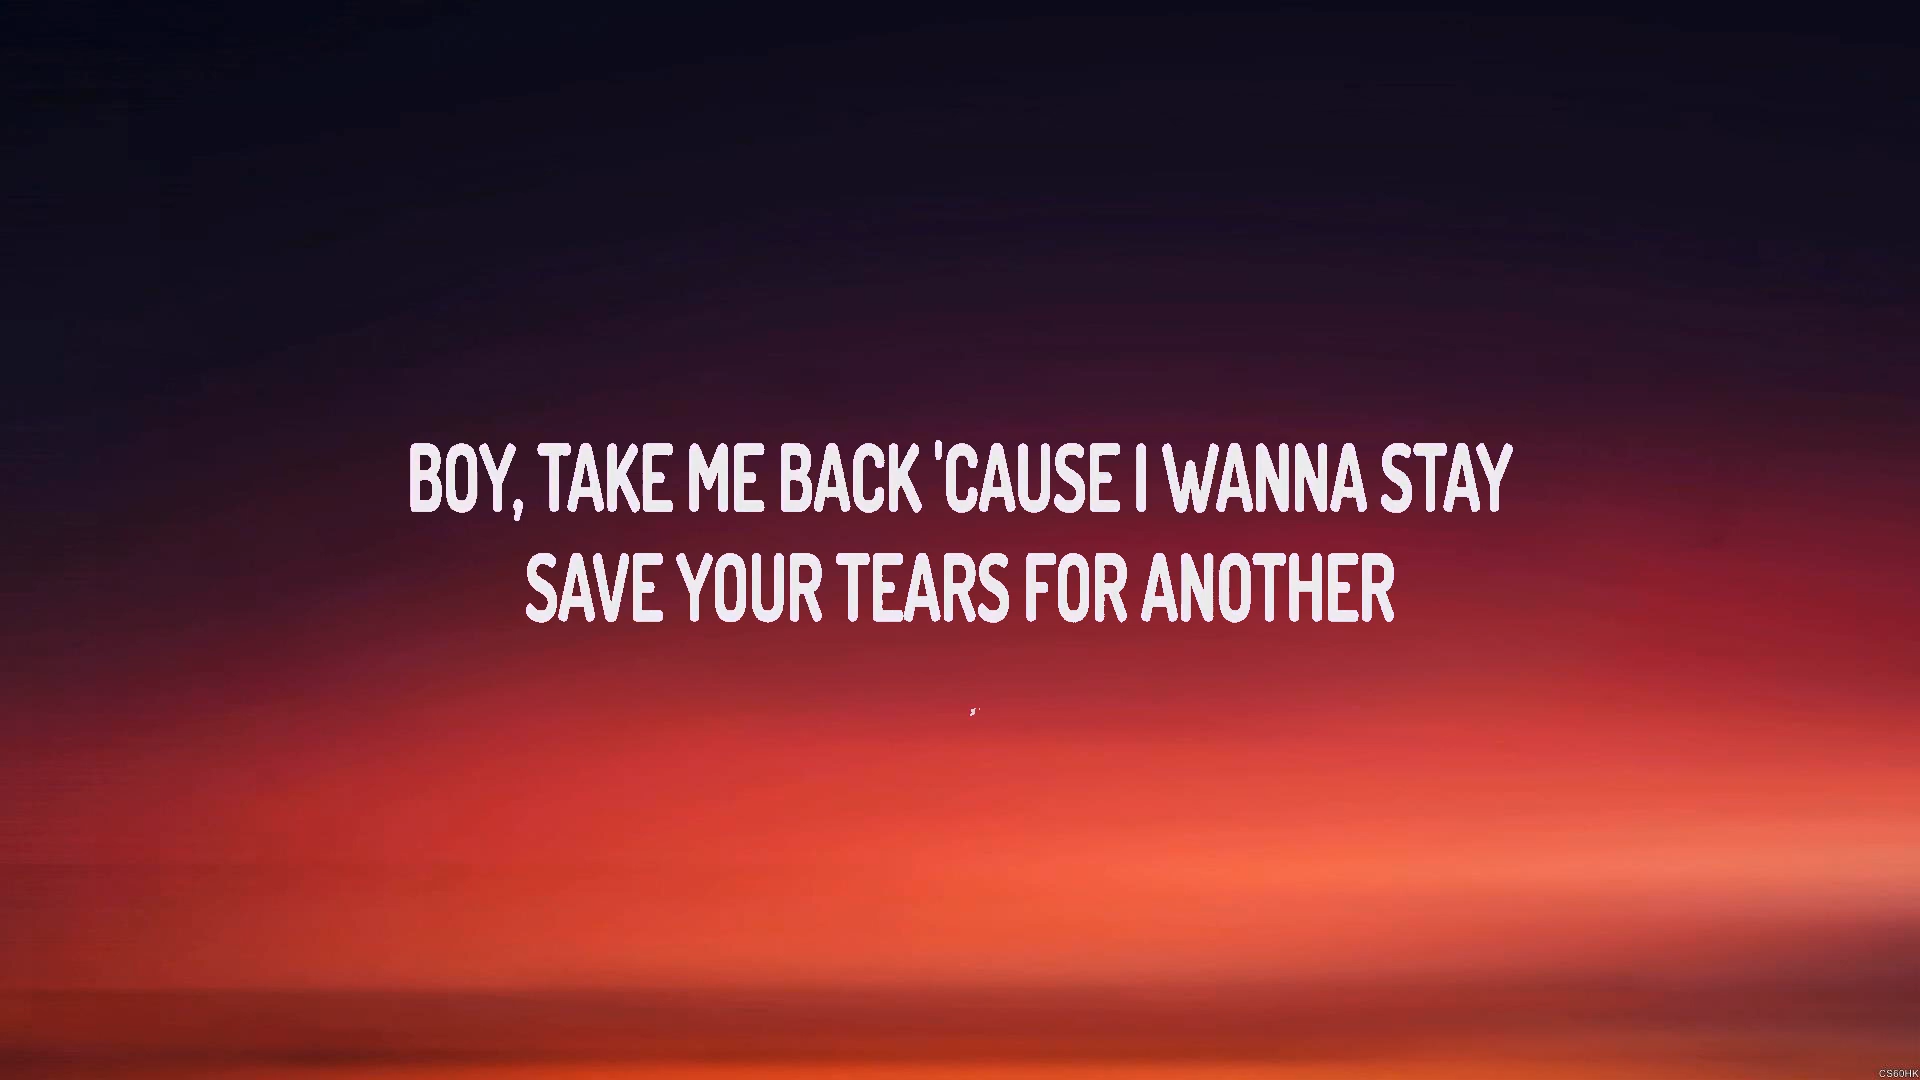 BOY, TAKE ME BACK 'CAUSE I WANNA STAY
SAVE YOUR TEARS FOR ANOTHER
CS60HK